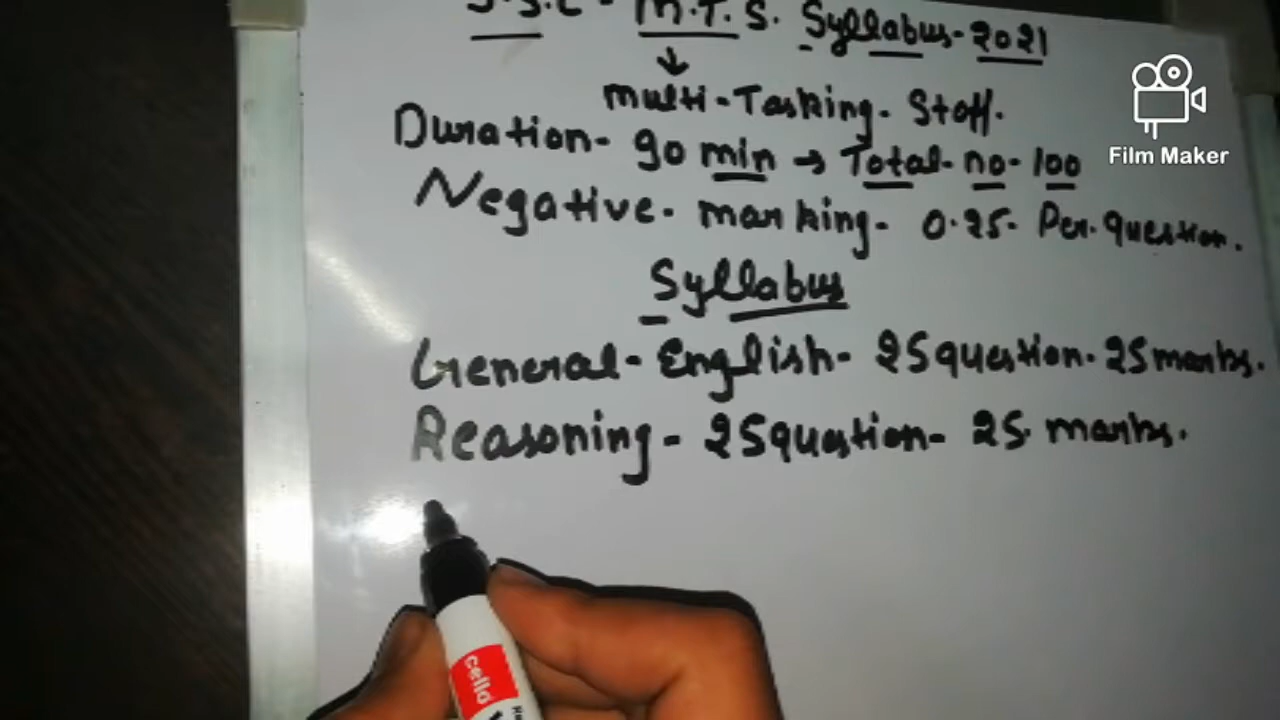 S.S.C - M.T.S. Syllabus-2021
Multi-Tasking-Staff.
Duration- 90 min → Total-no-100
Negative-marking- 0.25-Per-Question.
Syllabus
General-English- 25question-25marks.
Reasoning-25question-25 marks.
Film Maker
cello